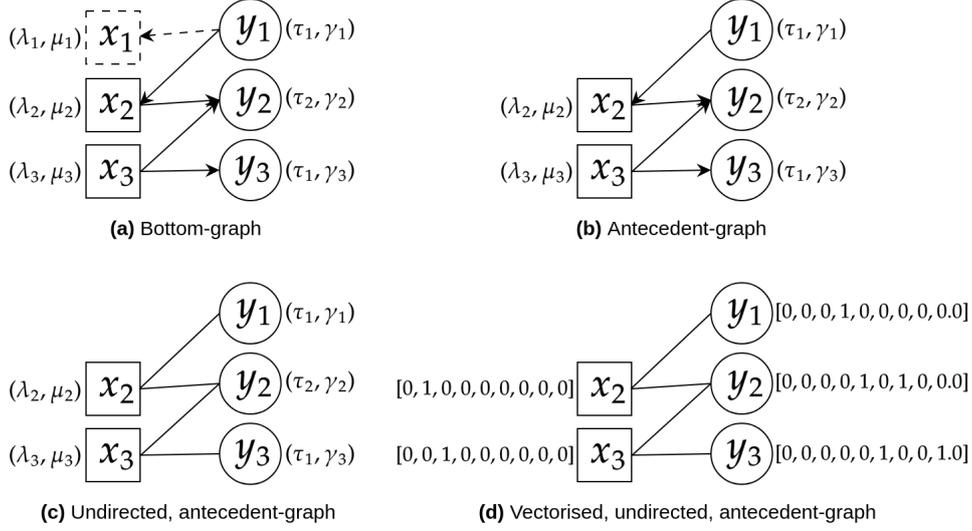 (λ₁, μ₁) x₁ y₁ (τ₁, γ₁)
(λ₂, μ₂) x₂ y₂ (τ₂, γ₂)
(λ₃, μ₃) x₃ y₃ (τ₁, γ₃)
(a) Bottom-graph
y₁ (τ₁, γ₁)
(λ₂, μ₂) x₂ y₂ (τ₂, γ₂)
(λ₃, μ₃) x₃ y₃ (τ₁, γ₃)
(b) Antecedent-graph
y₁ (τ₁, γ₁)
(λ₂, μ₂) x₂ y₂ (τ₂, γ₂)
(λ₃, μ₃) x₃ y₃ (τ₁, γ₃)
(c) Undirected, antecedent-graph
y₁ [0, 0, 0, 1, 0, 0, 0, 0, 0.0]
[0, 1, 0, 0, 0, 0, 0, 0, 0] x₂ y₂ [0, 0, 0, 0, 1, 0, 1, 0, 0.0]
[0, 0, 1, 0, 0, 0, 0, 0, 0] x₃ y₃ [0, 0, 0, 0, 0, 1, 0, 0, 1.0]
(d) Vectorised, undirected, antecedent-graph